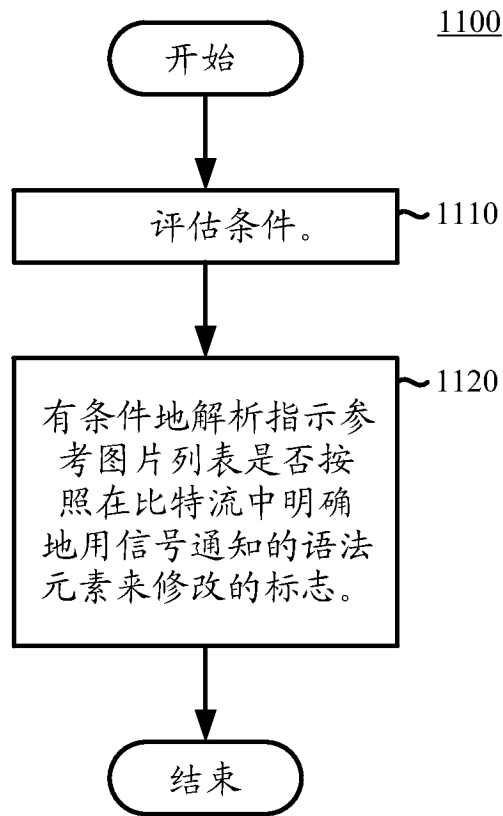 1100
开始
评估条件。
1110
1120
有条件地解析指示参
考图片列表是否按
照在比特流中明确
地用信号通知的语法
元素来修改的标志。
结束